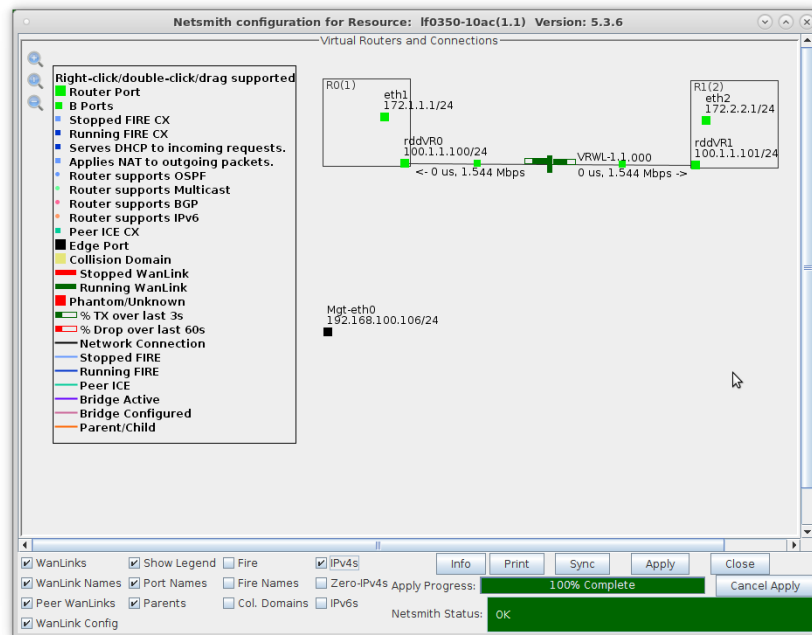 Netsmith configuration for Resource: lf0350-10ac(1.1) Version: 5.3.6
Virtual Routers and Connections
Right-click/double-click/drag supported
Router Port
B Ports
Stopped FIRE CX
Running FIRE CX
Serves DHCP to incoming requests.
Applies NAT to outgoing packets.
Router supports OSPF
Router supports Multicast
Router supports BGP
Router supports IPv6
Peer ICE CX
Edge Port
Collision Domain
Stopped WanLink
Running WanLink
Phantom/Unknown
% TX over last 3s
% Drop over last 60s
Network Connection
Stopped FIRE
Running FIRE
Peer ICE
Bridge Active
Bridge Configured
Parent/Child
R0(1)
eth1
172.1.1.1/24
rddVR0
100.1.1.100/24
VRWL-1.1.000
<- 0 us, 1.544 Mbps
0 us, 1.544 Mbps ->
R1(2)
eth2
172.2.2.1/24
rddVR1
100.1.1.101/24
Mgt-eth0
192.168.100.106/24
WanLinks Show Legend Fire IPv4s Info Print Sync Apply Close
WanLink Names Port Names Fire Names Zero-IPv4s Apply Progress: 100% Complete Cancel Apply
Peer WanLinks Parents Col. Domains IPv6s Netsmith Status: OK
WanLink Config